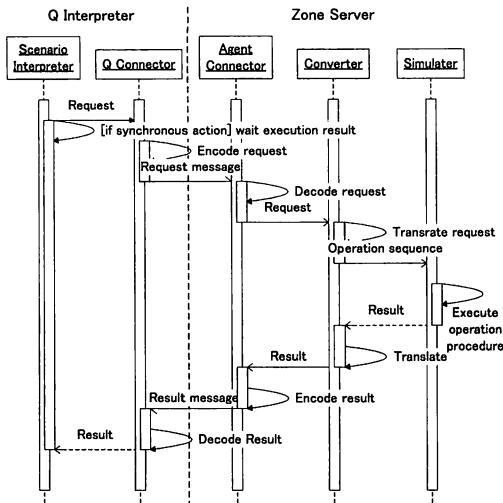 Q Interpreter
Zone Server
Scenario
Interpreter
Q Connector
Agent
Connector
Converter
Simulater
Request
[if synchronous action] wait execution result
Encode request
Request message
Decode request
Request
Transrate request
Operation sequence
Result
Execute
operation
procedure
Result
Translate
Result message
Encode result
Result
Decode Result